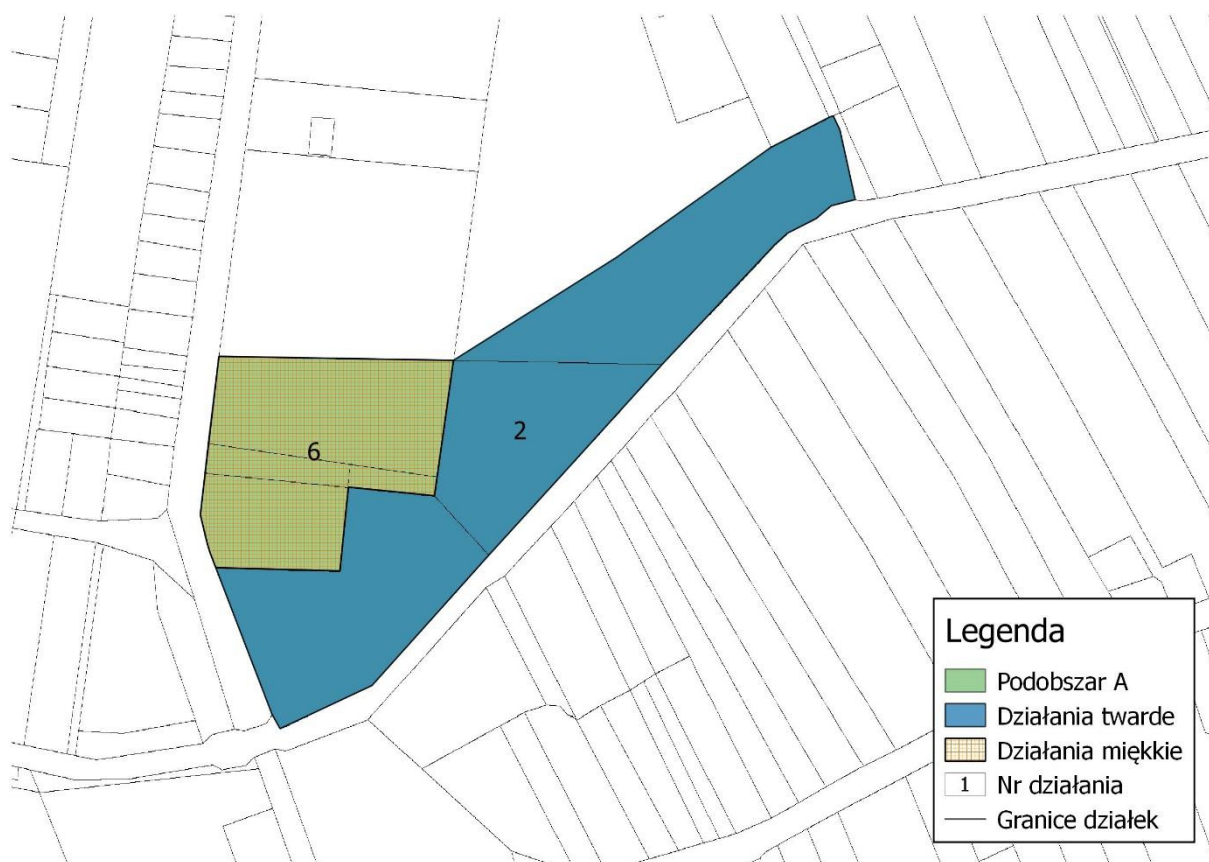 2
6
Legenda
Podobszar A
Działania twarde
Działania miękkie
1 Nr działania
Granice działek